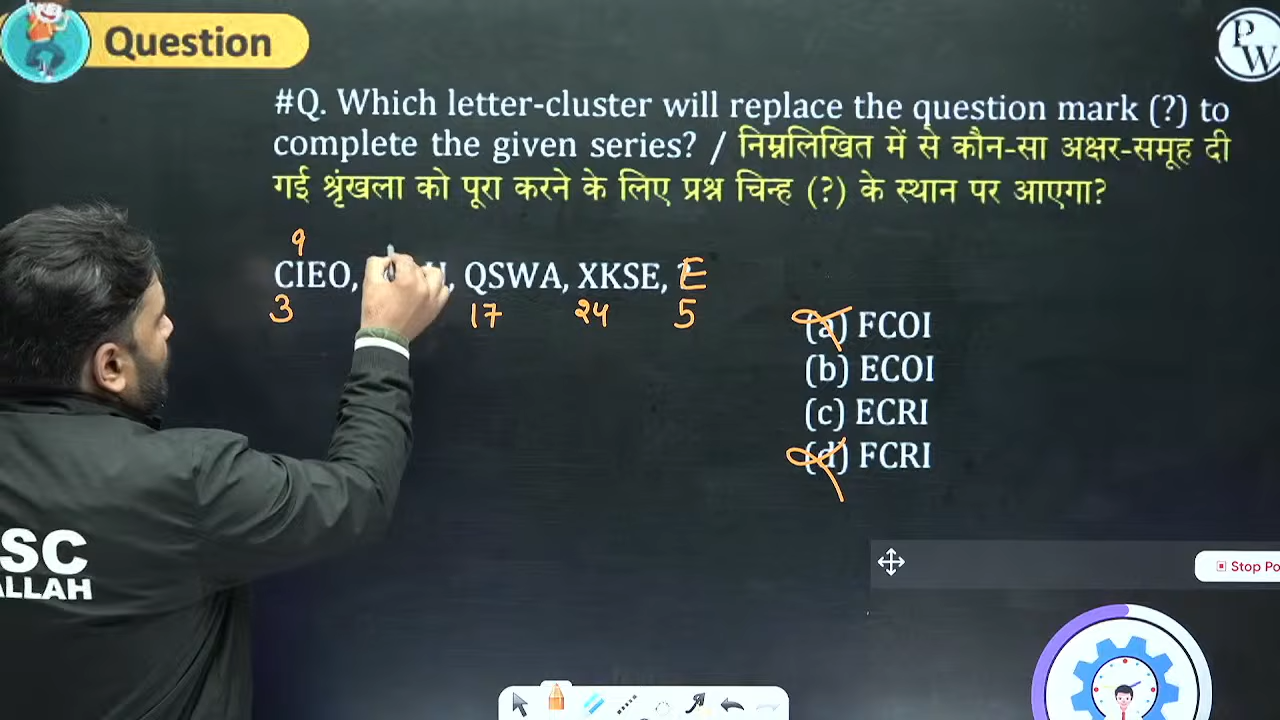 Question
PW
#Q. Which letter-cluster will replace the question mark (?) to
complete the given series? / निम्नलिखित में से कौन-सा अक्षर-समूह दी
गई श्रृंखला को पूरा करने के लिए प्रश्न चिन्ह (?) के स्थान पर आएगा?
9
CIEO, QSWA, XKSE, E
3 17 24 5
(a) FCOI
(b) ECOI
(c) ECRI
(d) FCRI
SC
ALLAH
Stop Po